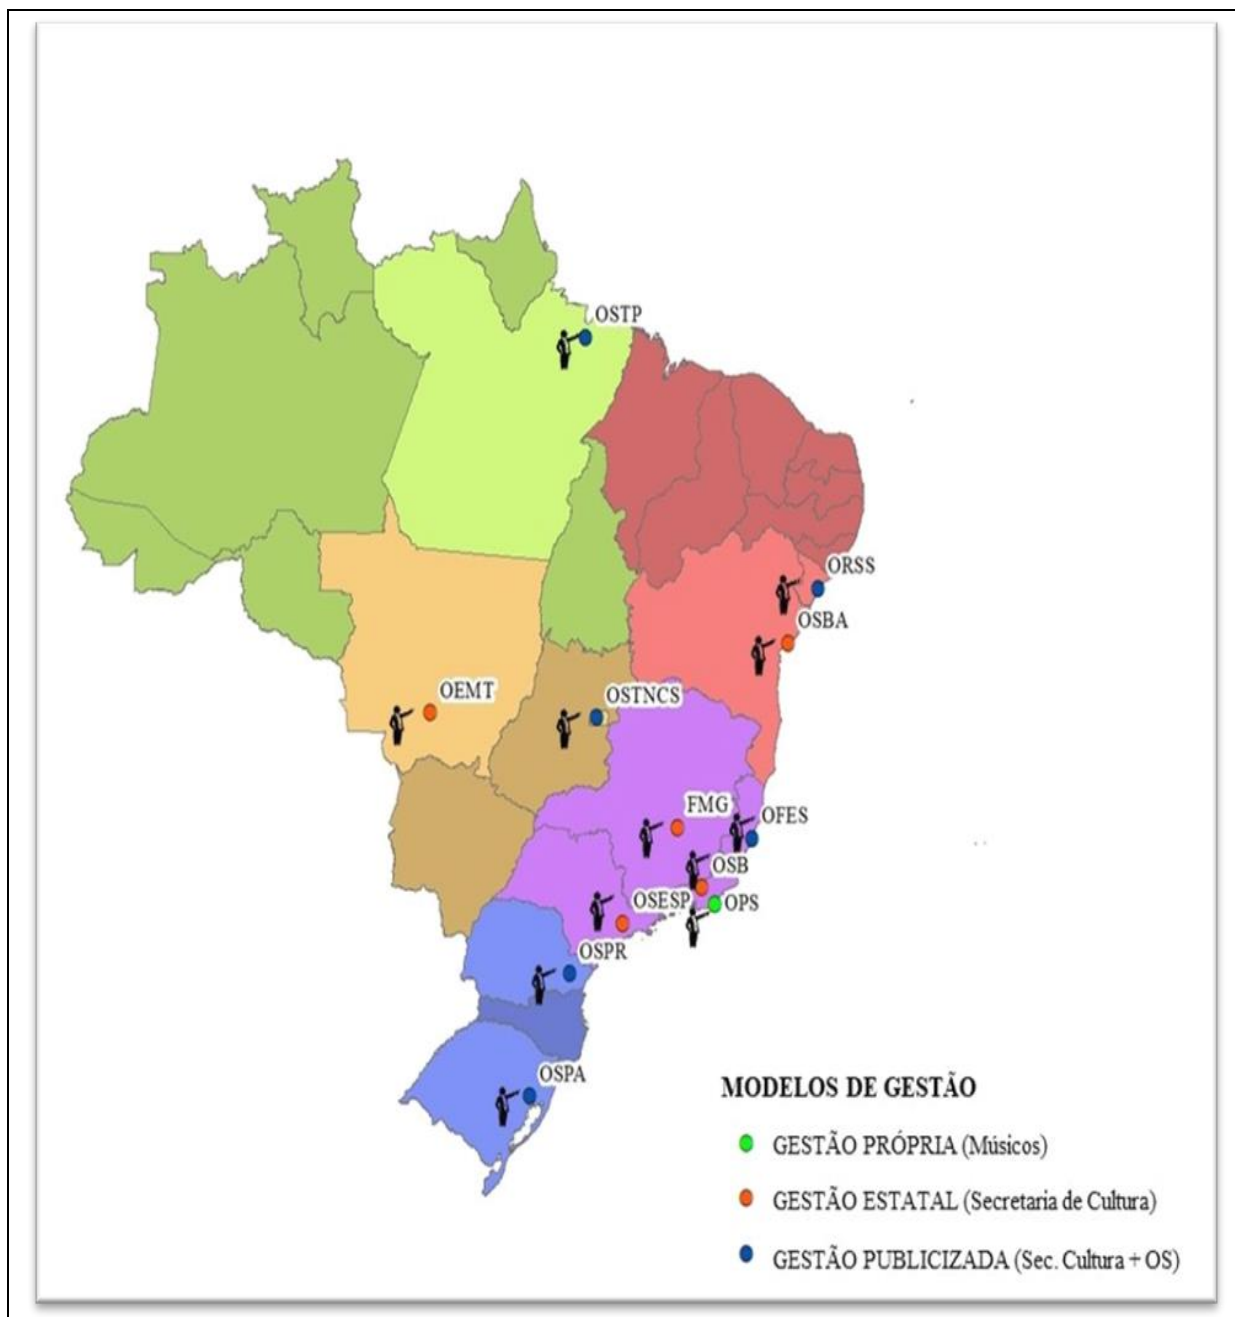 OSTP
ORSS
OSBA
OEMT
OSTNCS
FMG
OFES
OSB
OSESP
OPS
OSPR
OSPA
MODELOS DE GESTÃO
GESTÃO PRÓPRIA (Músicos)
GESTÃO ESTATAL (Secretaria de Cultura)
GESTÃO PUBLICIZADA (Sec. Cultura + OS)